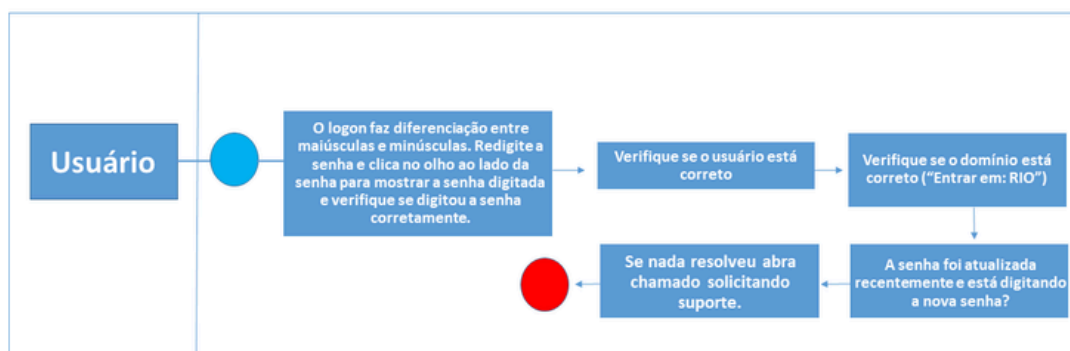 Usuário
O logon faz diferenciação entre
maiúsculas e minúsculas. Redigite a
senha e clica no olho ao lado da
senha para mostrar a senha digitada
e verifique se digitou a senha
corretamente.
Verifique se o usuário está
correto
Verifique se o domínio está
correto (“Entrar em: RIO”)
A senha foi atualizada
recentemente e está digitando
a nova senha?
Se nada resolveu abra
chamado solicitando
suporte.